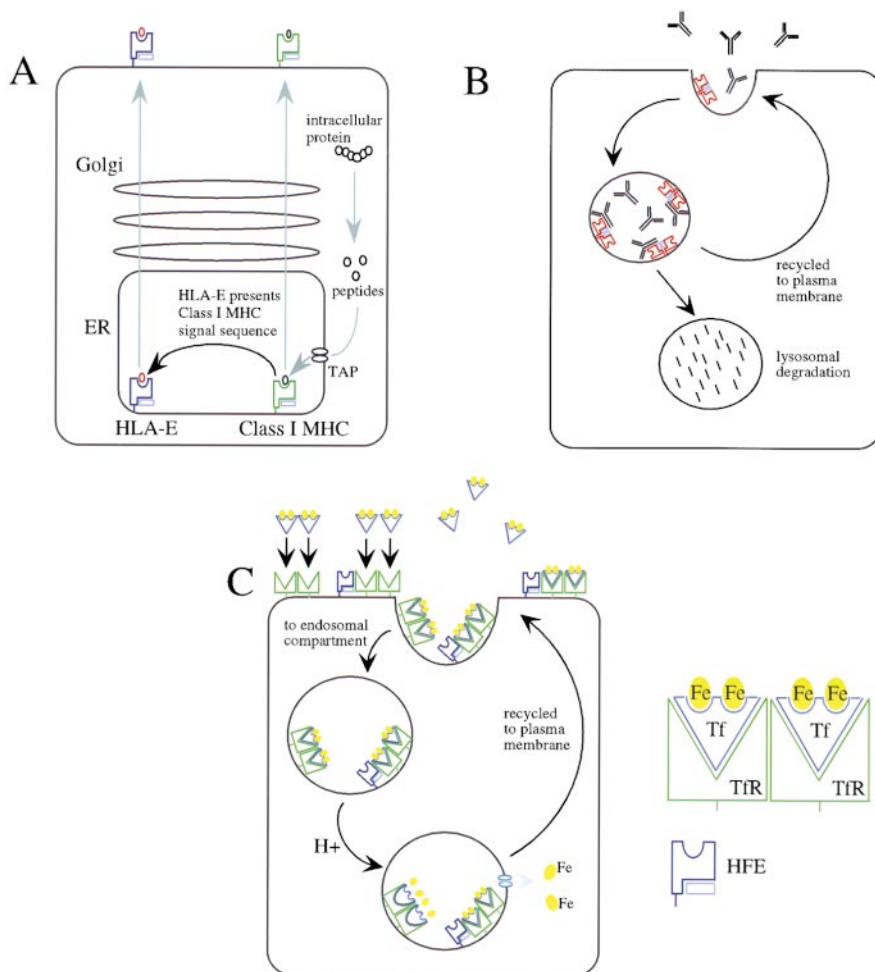 A
Golgi
intracellular
protein
peptides
ER
HLA-E presents
Class I MHC
signal sequence
TAP
HLA-E
Class I MHC
B
recycled
to plasma
membrane
lysosomal
degradation
C
to endosomal
compartment
recycled
to plasma
membrane
H+
Fe
Fe
Fe Fe Fe Fe
Tf Tf
TfR TfR
HFE